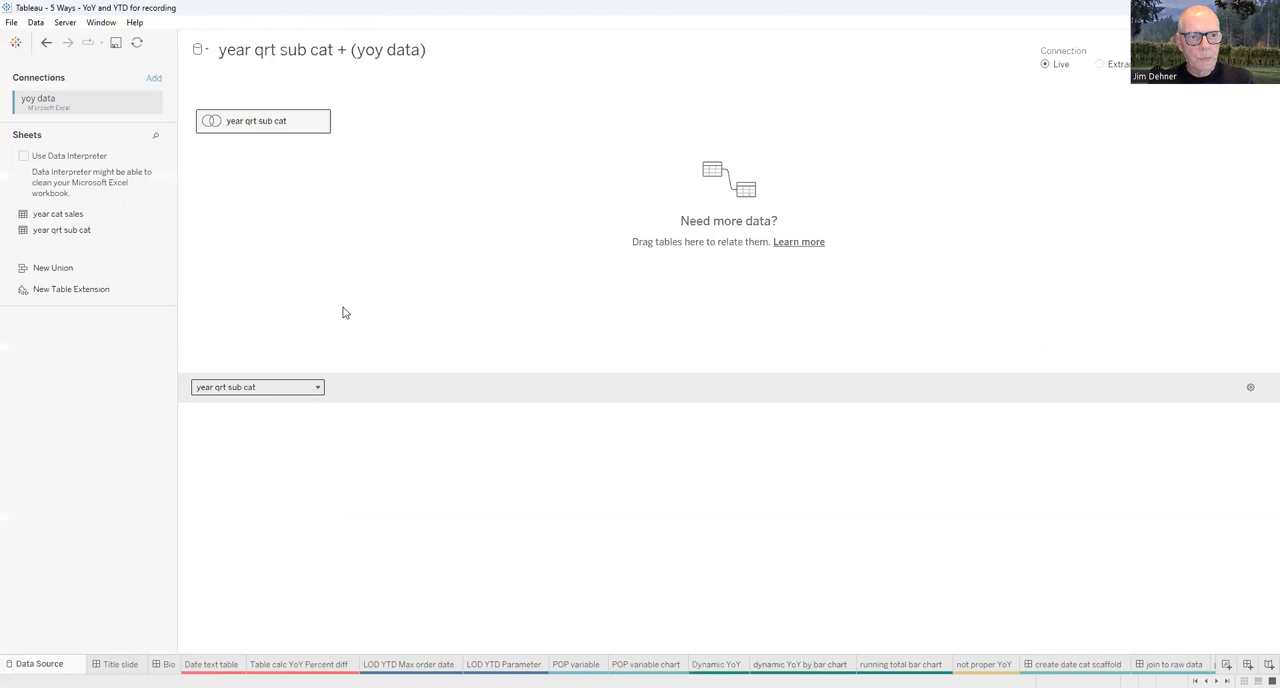 Tableau - 5 Ways - YoY and YTD for recording
File Data Server Window Help
year qrt sub cat + (yoy data)
Connection
Live Extra
Jim Dehner
Connections Add
yoy data
Microsoft Excel
Sheets
Use Data Interpreter
Data Interpreter might be able to
clean your Microsoft Excel
workbook.
year cat sales
year qrt sub cat
New Union
New Table Extension
year qrt sub cat
Need more data?
Drag tables here to relate them. Learn more
year qrt sub cat
Data Source Title slide Bio Date text table Table calc YoY Percent diff LOD YTD Max order date LOD YTD Parameter POP variable POP variable chart Dynamic YoY dynamic YoY by bar chart running total bar chart not proper YoY create date cat scaffold join to raw data